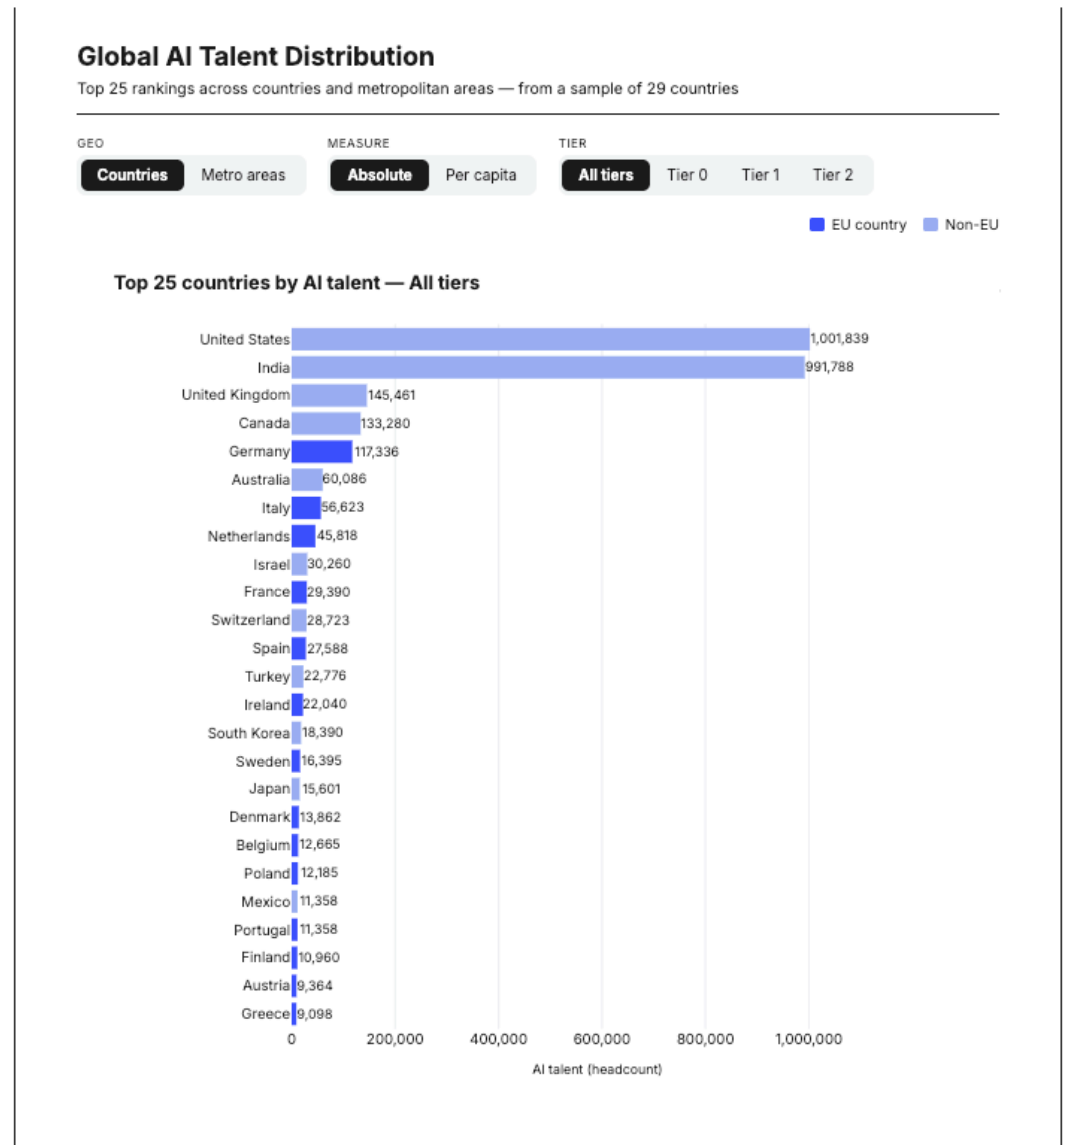 Global AI Talent Distribution
Top 25 rankings across countries and metropolitan areas — from a sample of 29 countries
GEO MEASURE TIER
Countries Metro areas Absolute Per capita All tiers Tier 0 Tier 1 Tier 2
EU country Non-EU
Top 25 countries by AI talent — All tiers
United States 1,001,839
India 991,788
United Kingdom 145,461
Canada 133,280
Germany 117,336
Australia 60,086
Italy 56,623
Netherlands 45,818
Israel 30,260
France 29,390
Switzerland 28,723
Spain 27,588
Turkey 22,776
Ireland 22,040
South Korea 18,390
Sweden 16,395
Japan 15,601
Denmark 13,862
Belgium 12,665
Poland 12,185
Mexico 11,358
Portugal 11,358
Finland 10,960
Austria 9,364
Greece 9,098
0 200,000 400,000 600,000 800,000 1,000,000
AI talent (headcount)